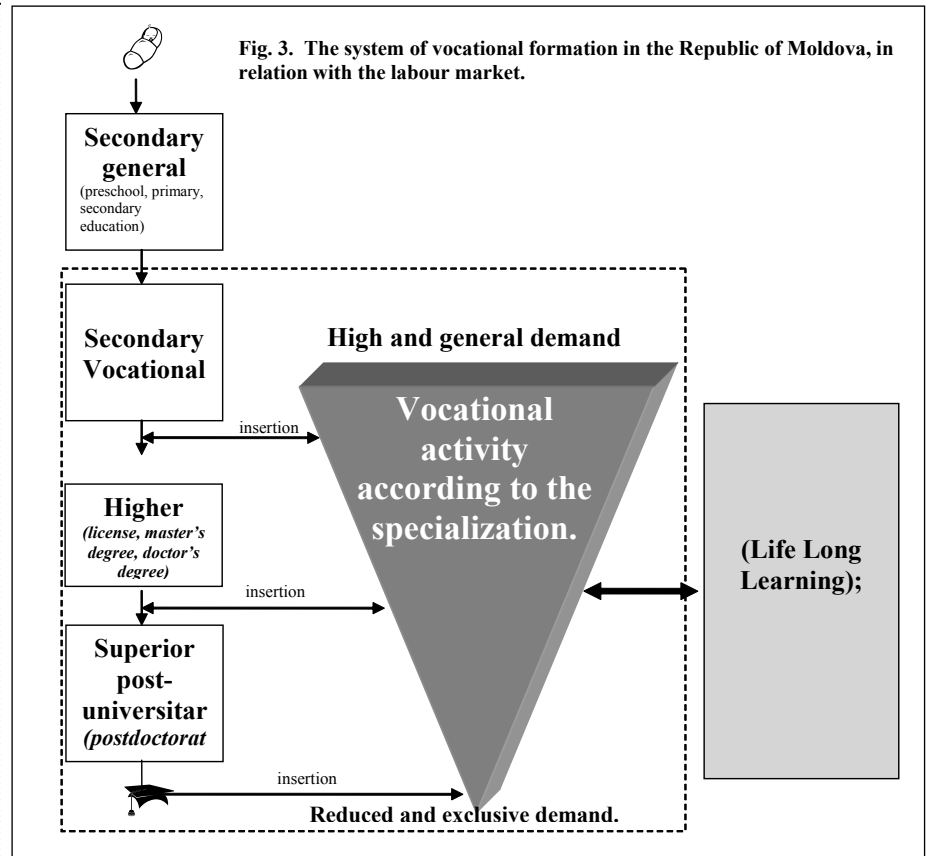 Fig. 3. The system of vocational formation in the Republic of Moldova, in
relation with the labour market.
Secondary
general
(preschool, primary,
secondary
education)
Secondary
Vocational
High and general demand
Vocational
activity
according to the
specialization.
insertion
Higher
(license, master's
degree, doctor's
degree)
insertion
(Life Long
Learning);
Superior
post-
universitar
(postdoctorat
insertion
Reduced and exclusive demand.